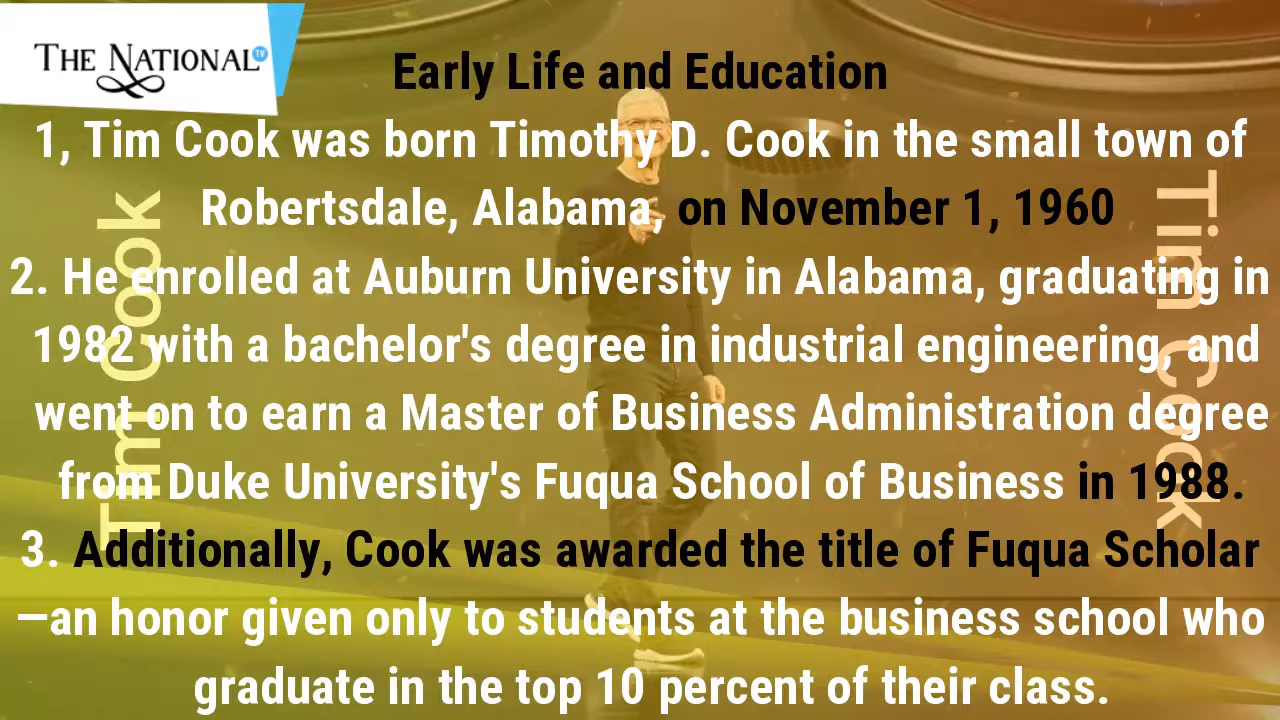 THE NATIONAL TV
Early Life and Education
1, Tim Cook was born Timothy D. Cook in the small town of
Robertsdale, Alabama, on November 1, 1960
2. He enrolled at Auburn University in Alabama, graduating in
1982 with a bachelor's degree in industrial engineering, and
went on to earn a Master of Business Administration degree
from Duke University's Fuqua School of Business in 1988.
3. Additionally, Cook was awarded the title of Fuqua Scholar
—an honor given only to students at the business school who
graduate in the top 10 percent of their class.
Tim Cook
Tim Cook